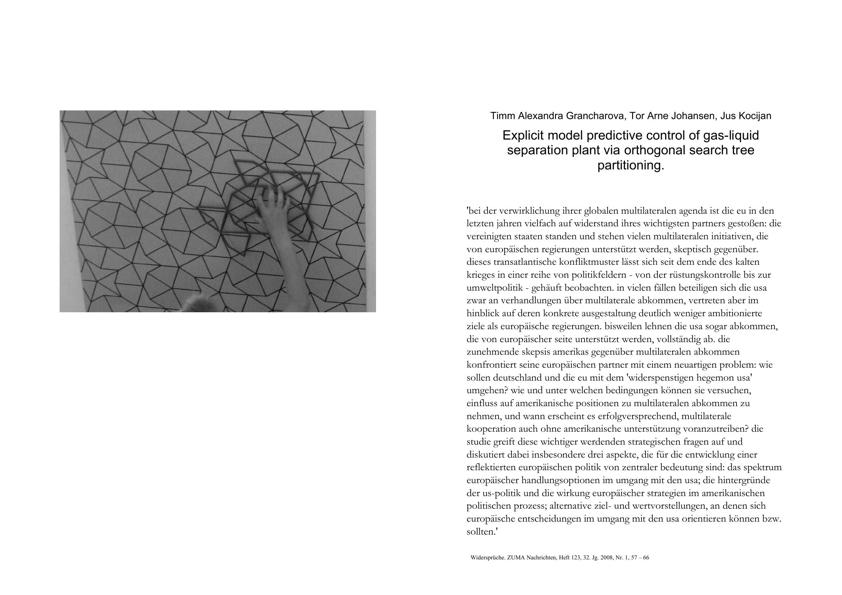 Timm Alexandra Grancharova, Tor Arne Johansen, Jus Kocijan
Explicit model predictive control of gas-liquid
separation plant via orthogonal search tree
partitioning.
'bei der verwirklichung ihrer globalen multilateralen agenda ist die eu in den
letzten jahren vielfach auf widerstand ihres wichtigsten partners gestoßen: die
vereinigten staaten standen und stehen vielen multilateralen initiativen, die
von europäischen regierungen unterstützt werden, skeptisch gegenüber.
dieses transatlantische konfliktmuster lässt sich seit dem ende des kalten
krieges in einer reihe von politikfeldern - von der rüstungskontrolle bis zur
umweltpolitik - gehäuft beobachten. in vielen fällen beteiligen sich die usa
zwar an verhandlungen über multilaterale abkommen, vertreten aber im
hinblick auf deren konkrete ausgestaltung deutlich weniger ambitionierte
ziele als europäische regierungen. bisweilen lehnen die usa sogar abkommen,
die von europäischer seite unterstützt werden, vollständig ab. die
zunehmende skepsis amerikas gegenüber multilateralen abkommen
konfrontiert seine europäischen partner mit einem neuartigen problem: wie
sollen deutschland und die eu mit dem 'widerspenstigen hegemon usa'
umgehen? wie und unter welchen bedingungen können sie versuchen,
einfluss auf amerikanische positionen zu multilateralen abkommen zu
nehmen, und wann erscheint es erfolgversprechend, multilaterale
kooperation auch ohne amerikanische unterstützung voranzutreiben? die
studie greift diese wichtiger werdenden strategischen fragen auf und
diskutiert dabei insbesondere drei aspekte, die für die entwicklung einer
reflektierten europäischen politik von zentraler bedeutung sind: das spektrum
europäischer handlungsoptionen im umgang mit den usa; die hintergründe
der us-politik und die wirkung europäischer strategien im amerikanischen
politischen prozess; alternative ziel- und wertvorstellungen, an denen sich
europäische entscheidungen im umgang mit den usa orientieren können bzw.
sollten.'
Widersprüche. ZUMA Nachrichten, Heft 123, 32. Jg. 2008, Nr. 1, 57 – 66